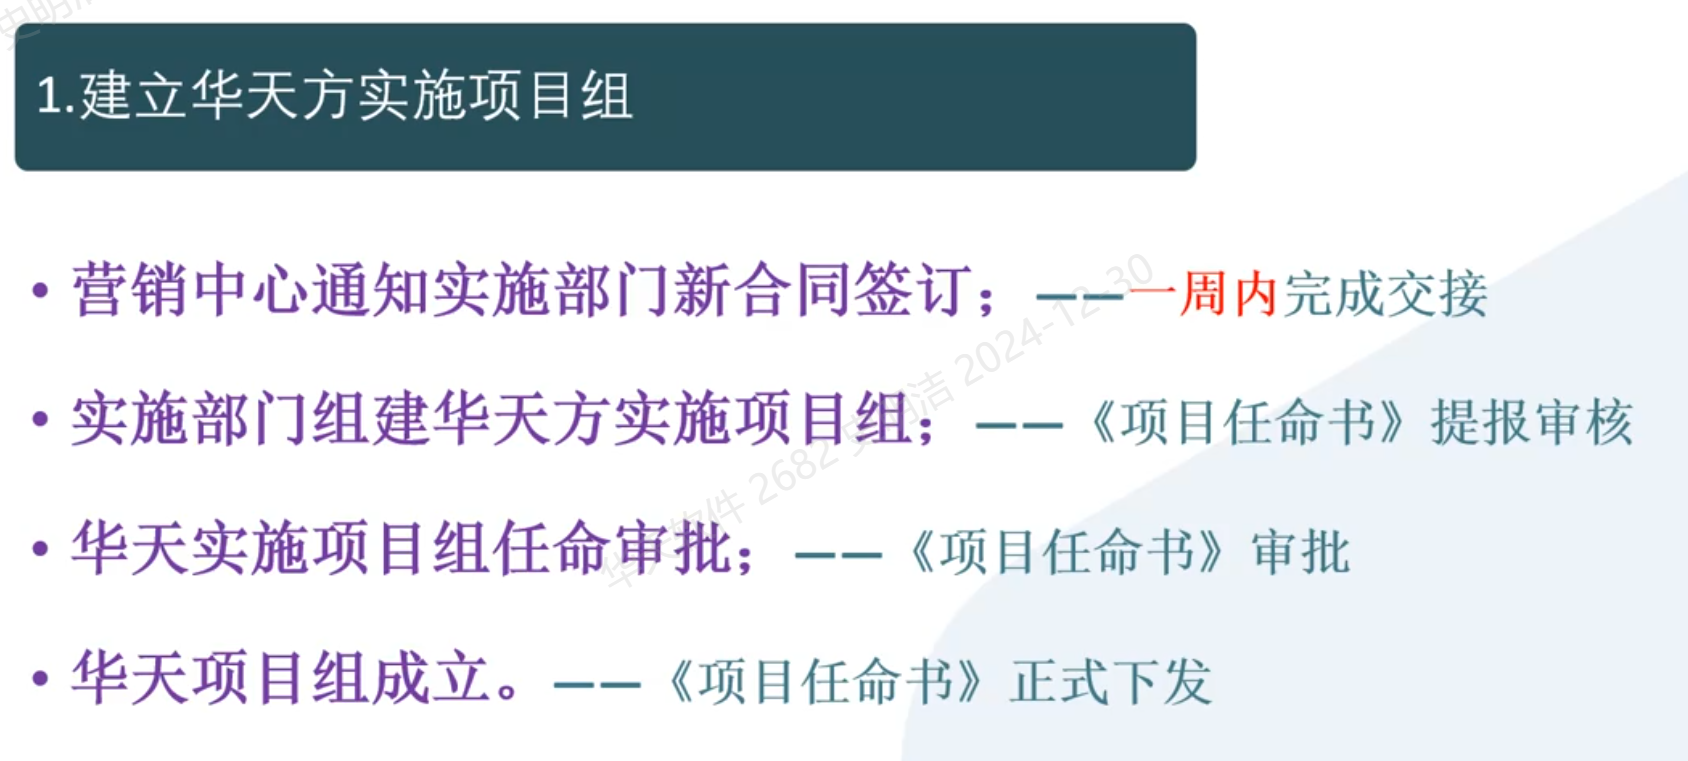 1.建立华天方实施项目组
• 营销中心通知实施部门新合同签订；——一周内完成交接
• 实施部门组建华天方实施项目组；——《项目任命书》提报审核
• 华天实施项目组任命审批；——《项目任命书》审批
• 华天项目组成立。——《项目任命书》正式下发
华天软件 2682 史明洁 2024-12-30
史明洁